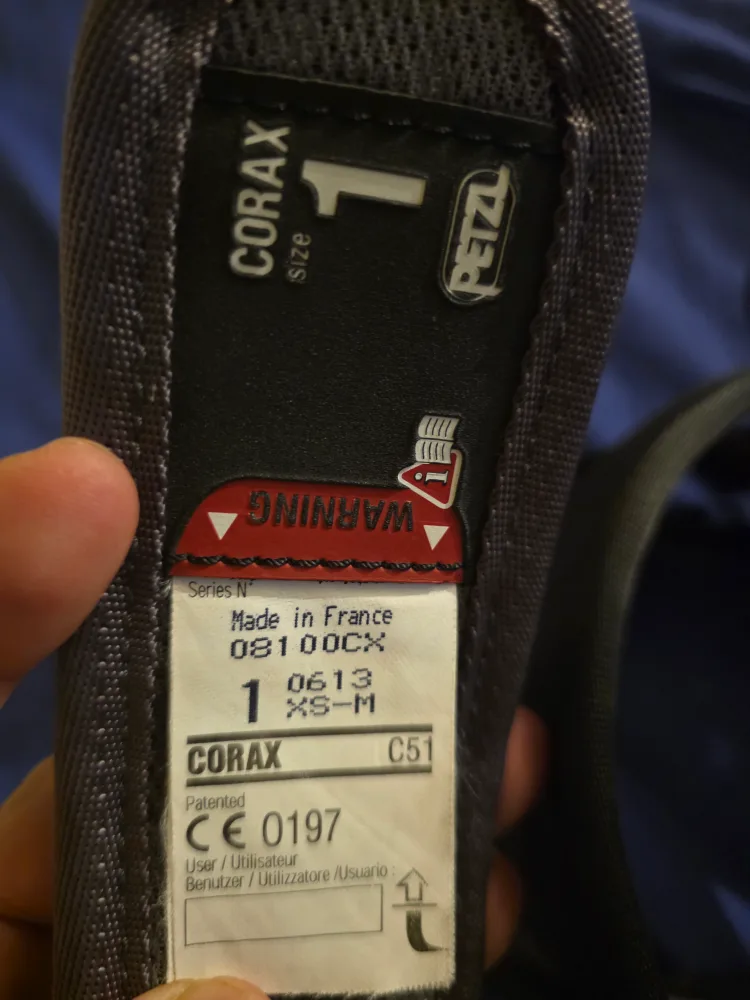 CORAX
size 1
PETZL
i
WARNING
Series N°
Made in France
08100CX
1 0613
XS-M
CORAX C51
Patented
CE 0197
User / Utilisateur
Benutzer / Utilizzatore /Usuario :